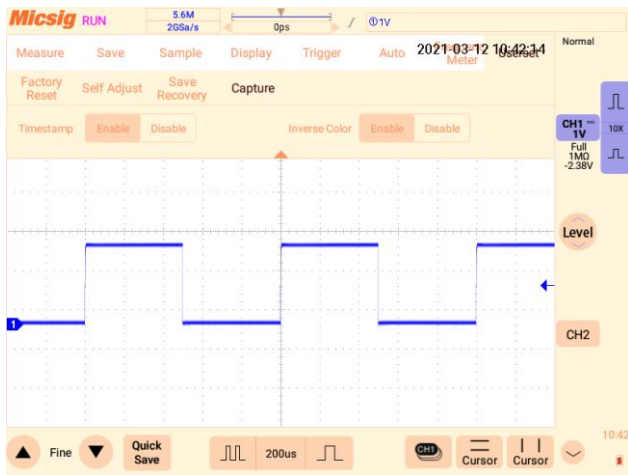 Micsig RUN 5.6M 2GSa/s 0ps 1V
Measure Save Sample Display Trigger Auto Meter Userset
2021-03-12 10:42:14
Normal
Factory Reset Self Adjust Save Recovery Capture
Timestamp Enable Disable Inverse Color Enable Disable
CH1 1V 10X
Full
1MΩ
-2.38V
Level
1
CH2
Fine Quick Save 200us CH1 Cursor Cursor
10:42